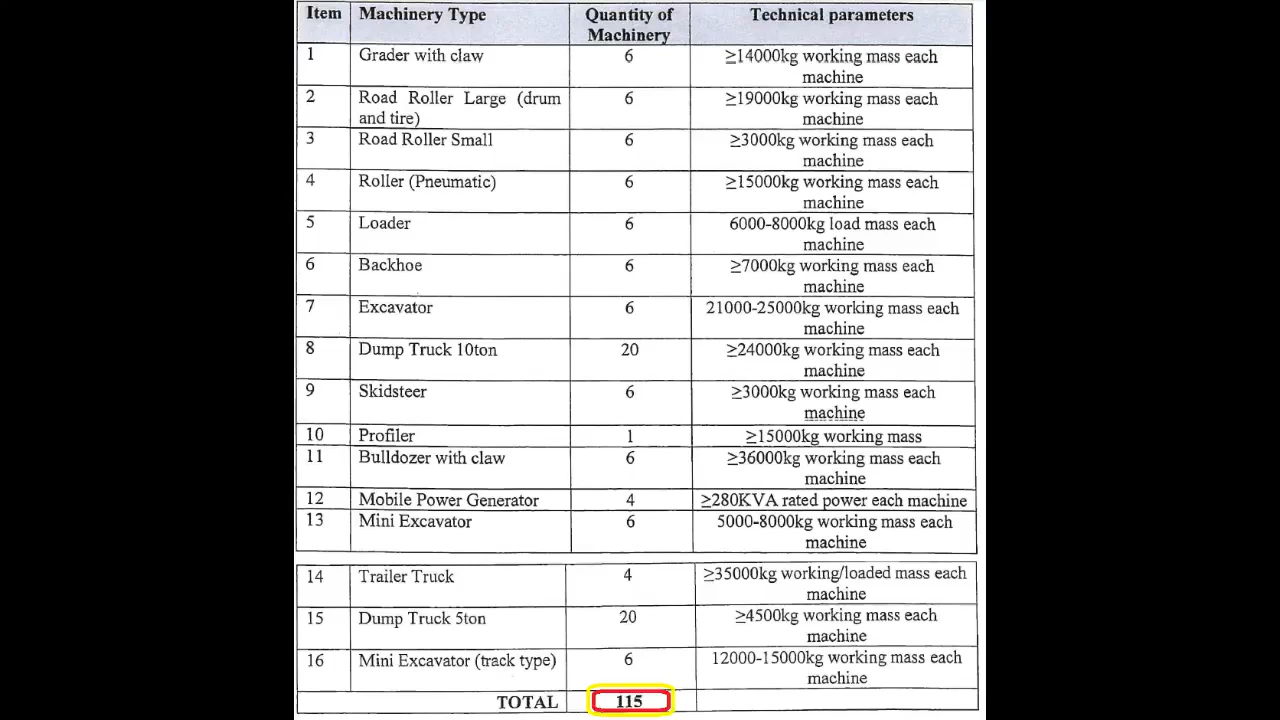 Item Machinery Type Quantity of Machinery Technical parameters
1 Grader with claw 6 ≥14000kg working mass each machine
2 Road Roller Large (drum and tire) 6 ≥19000kg working mass each machine
3 Road Roller Small 6 ≥3000kg working mass each machine
4 Roller (Pneumatic) 6 ≥15000kg working mass each machine
5 Loader 6 6000-8000kg load mass each machine
6 Backhoe 6 ≥7000kg working mass each machine
7 Excavator 6 21000-25000kg working mass each machine
8 Dump Truck 10ton 20 ≥24000kg working mass each machine
9 Skidsteer 6 ≥3000kg working mass each machine
10 Profiler 1 ≥15000kg working mass
11 Bulldozer with claw 6 ≥36000kg working mass each machine
12 Mobile Power Generator 4 ≥280KVA rated power each machine
13 Mini Excavator 6 5000-8000kg working mass each machine
14 Trailer Truck 4 ≥35000kg working/loaded mass each machine
15 Dump Truck 5ton 20 ≥4500kg working mass each machine
16 Mini Excavator (track type) 6 12000-15000kg working mass each machine
TOTAL 115